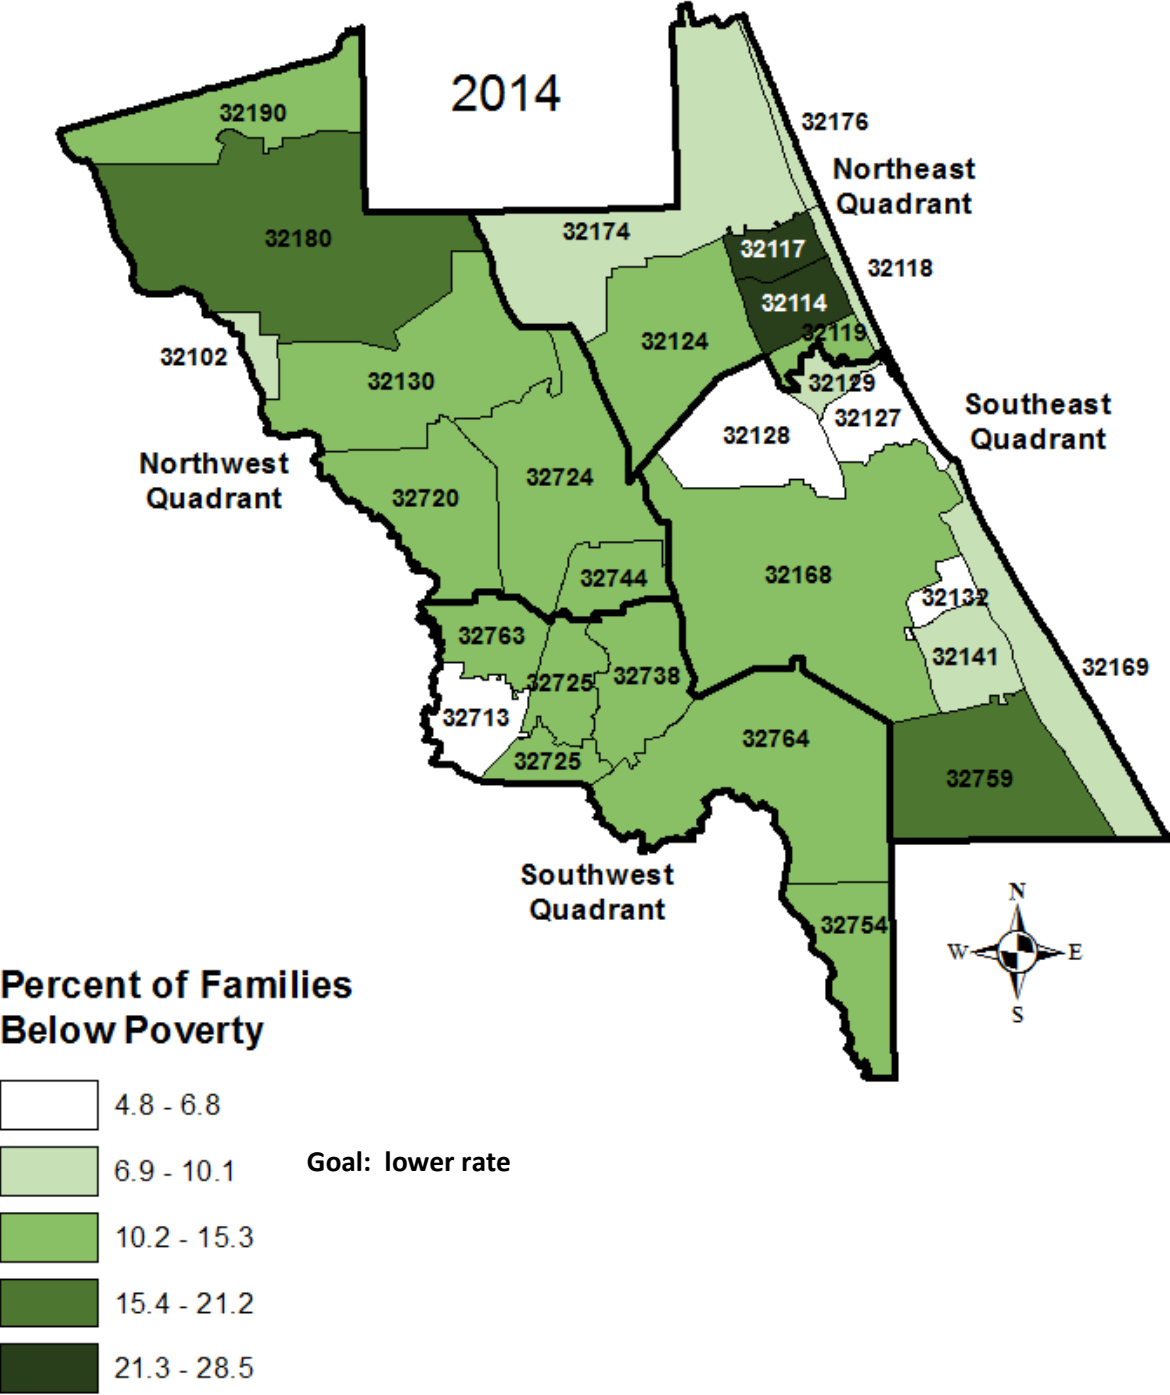 2014
32190
32176
Northeast
Quadrant
32174
32180
32117
32118
32114
32119
32124
32102
32130
32129
32127
Southeast
Quadrant
32128
Northwest
Quadrant
32724
32720
32744
32168
32132
32763
32141
32169
32725
32738
32713
32764
32725
32759
Southwest
Quadrant
32754
N
W
E
S
Percent of Families
Below Poverty
4.8 - 6.8
6.9 - 10.1
Goal: lower rate
10.2 - 15.3
15.4 - 21.2
21.3 - 28.5